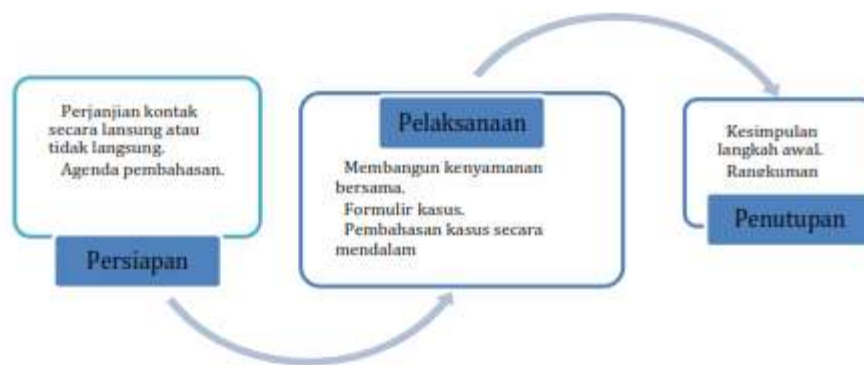 Perjanjian kontak
secara lansung atau
tidak langsung.
Agenda pembahasan.
Persiapan
Pelaksanaan
Membangun kenyamanan
bersama.
Formulir kasus.
Pembahasan kasus secara
mendalam
Kesimpulan
langkah awal.
Rangkuman
Penutupan